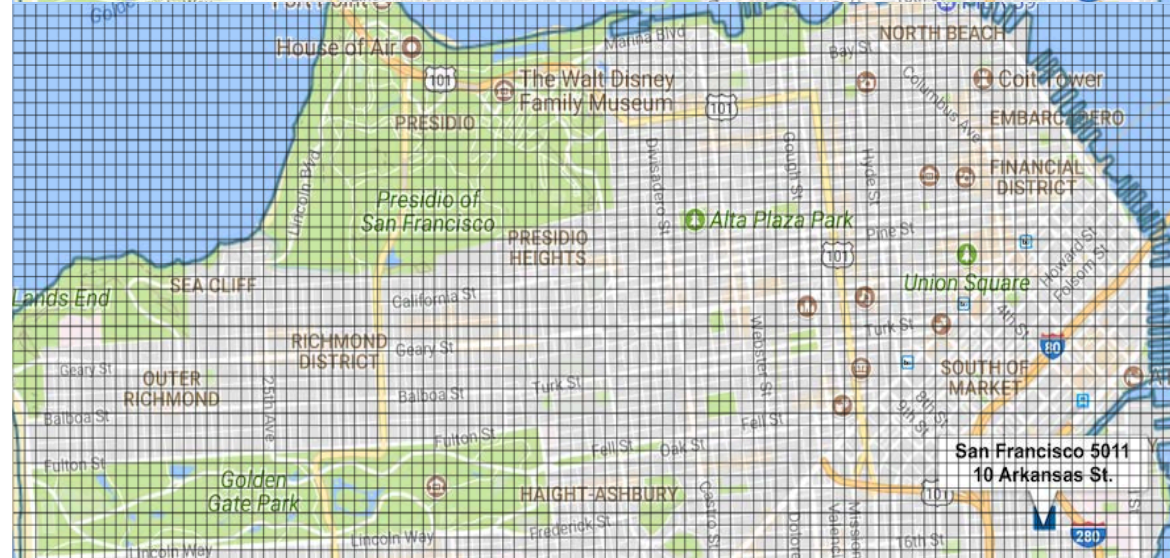 Fort Point
PIER 39
House of Air
Marina Blvd
Bay St
NORTH BEACH
101
The Walt Disney
Family Museum
101
Columbus Ave
Coit Tower
PRESIDIO
EMBARCADERO
Lincoln Blvd
Divisadero St
Gough St
Hyde St
FINANCIAL
DISTRICT
Presidio of
San Francisco
Alta Plaza Park
Pine St
PRESIDIO
HEIGHTS
101
Howard St
Folsom St
Union Square
SEA CLIFF
Lands End
California St
4th St
RICHMOND
DISTRICT
Geary St
Webster St
Turk St
80
Geary St
OUTER
RICHMOND
25th Ave
Balboa St
Turk St
SOUTH OF
MARKET
8th St
9th St
Balboa St
Fulton St
Fell St
Oak St
Fell St
Fulton St
San Francisco 5011
10 Arkansas St.
Golden
Gate Park
HAIGHT-ASHBURY
Castro St
101
Frederick St
Lincoln Way
Lincoln Way
16th St
280